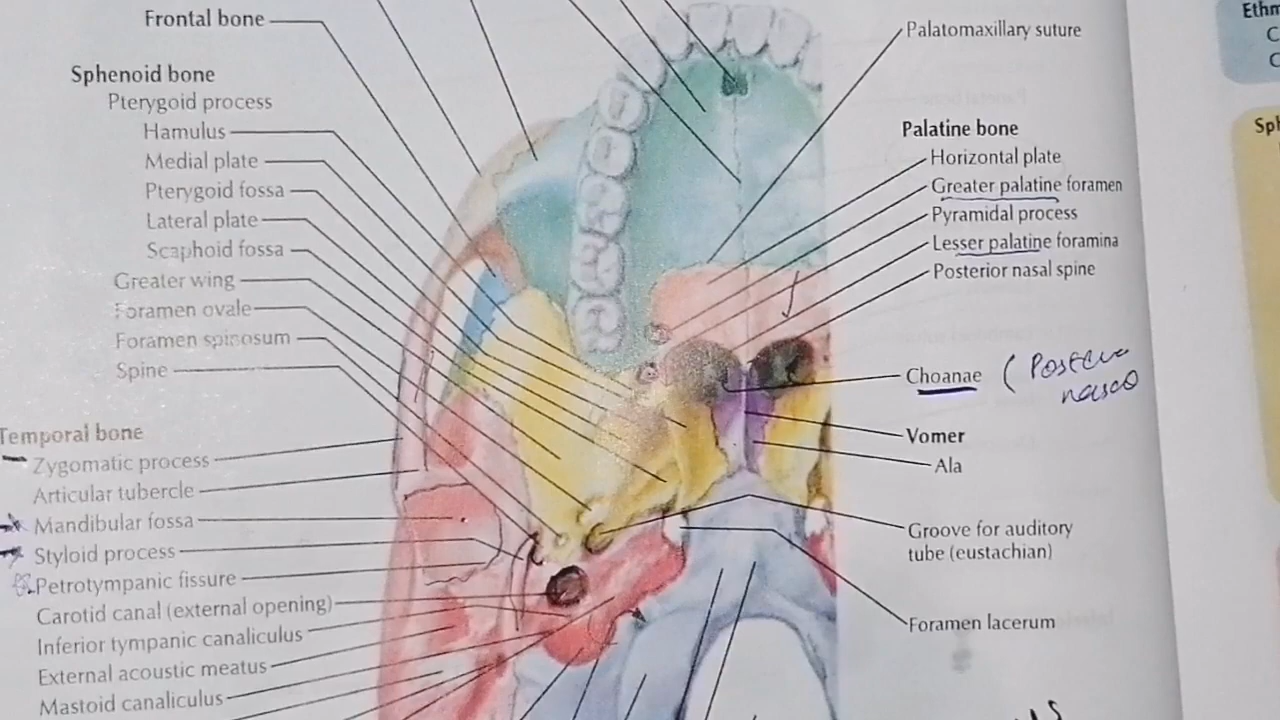 Frontal bone
Sphenoid bone
Pterygoid process
Hamulus
Medial plate
Pterygoid fossa
Lateral plate
Scaphoid fossa
Greater wing
Foramen ovale
Foramen spinosum
Spine
Temporal bone
Zygomatic process
Articular tubercle
Mandibular fossa
Styloid process
Petrotympanic fissure
Carotid canal (external opening)
Inferior tympanic canaliculus
External acoustic meatus
Mastoid canaliculus
Palatomaxillary suture
Palatine bone
Horizontal plate
Greater palatine foramen
Pyramidal process
Lesser palatine foramina
Posterior nasal spine
Choanae
Vomer
Ala
Groove for auditory
tube (eustachian)
Foramen lacerum
Ethm
C
C
Sph